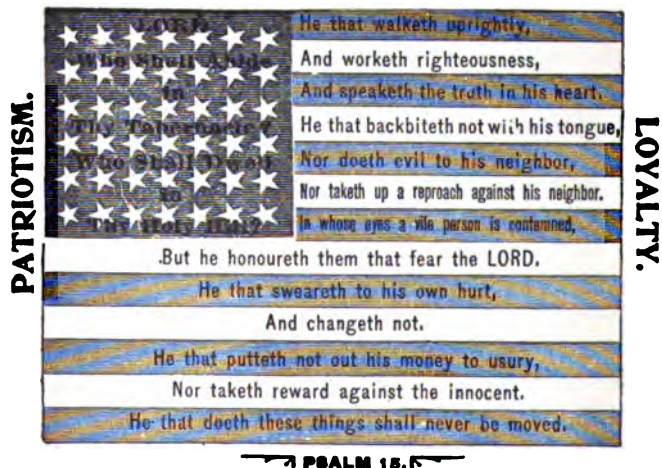 PATRIOTISM.
LORD
Who Shall Abide
in
Thy Tabernacle?
Who Shall Dwell
in
Thy Holy Hill?
He that walketh uprightly,
And worketh righteousness,
And speaketh the truth in his heart.
He that backbiteth not with his tongue,
Nor doeth evil to his neighbor,
Nor taketh up a reproach against his neighbor.
In whose eyes a vile person is contemned,
But he honoureth them that fear the LORD.
He that sweareth to his own hurt,
And changeth not.
He that putteth not out his money to usury,
Nor taketh reward against the innocent.
He that doeth these things shall never be moved.
LOYALTY.
PSALM 15.